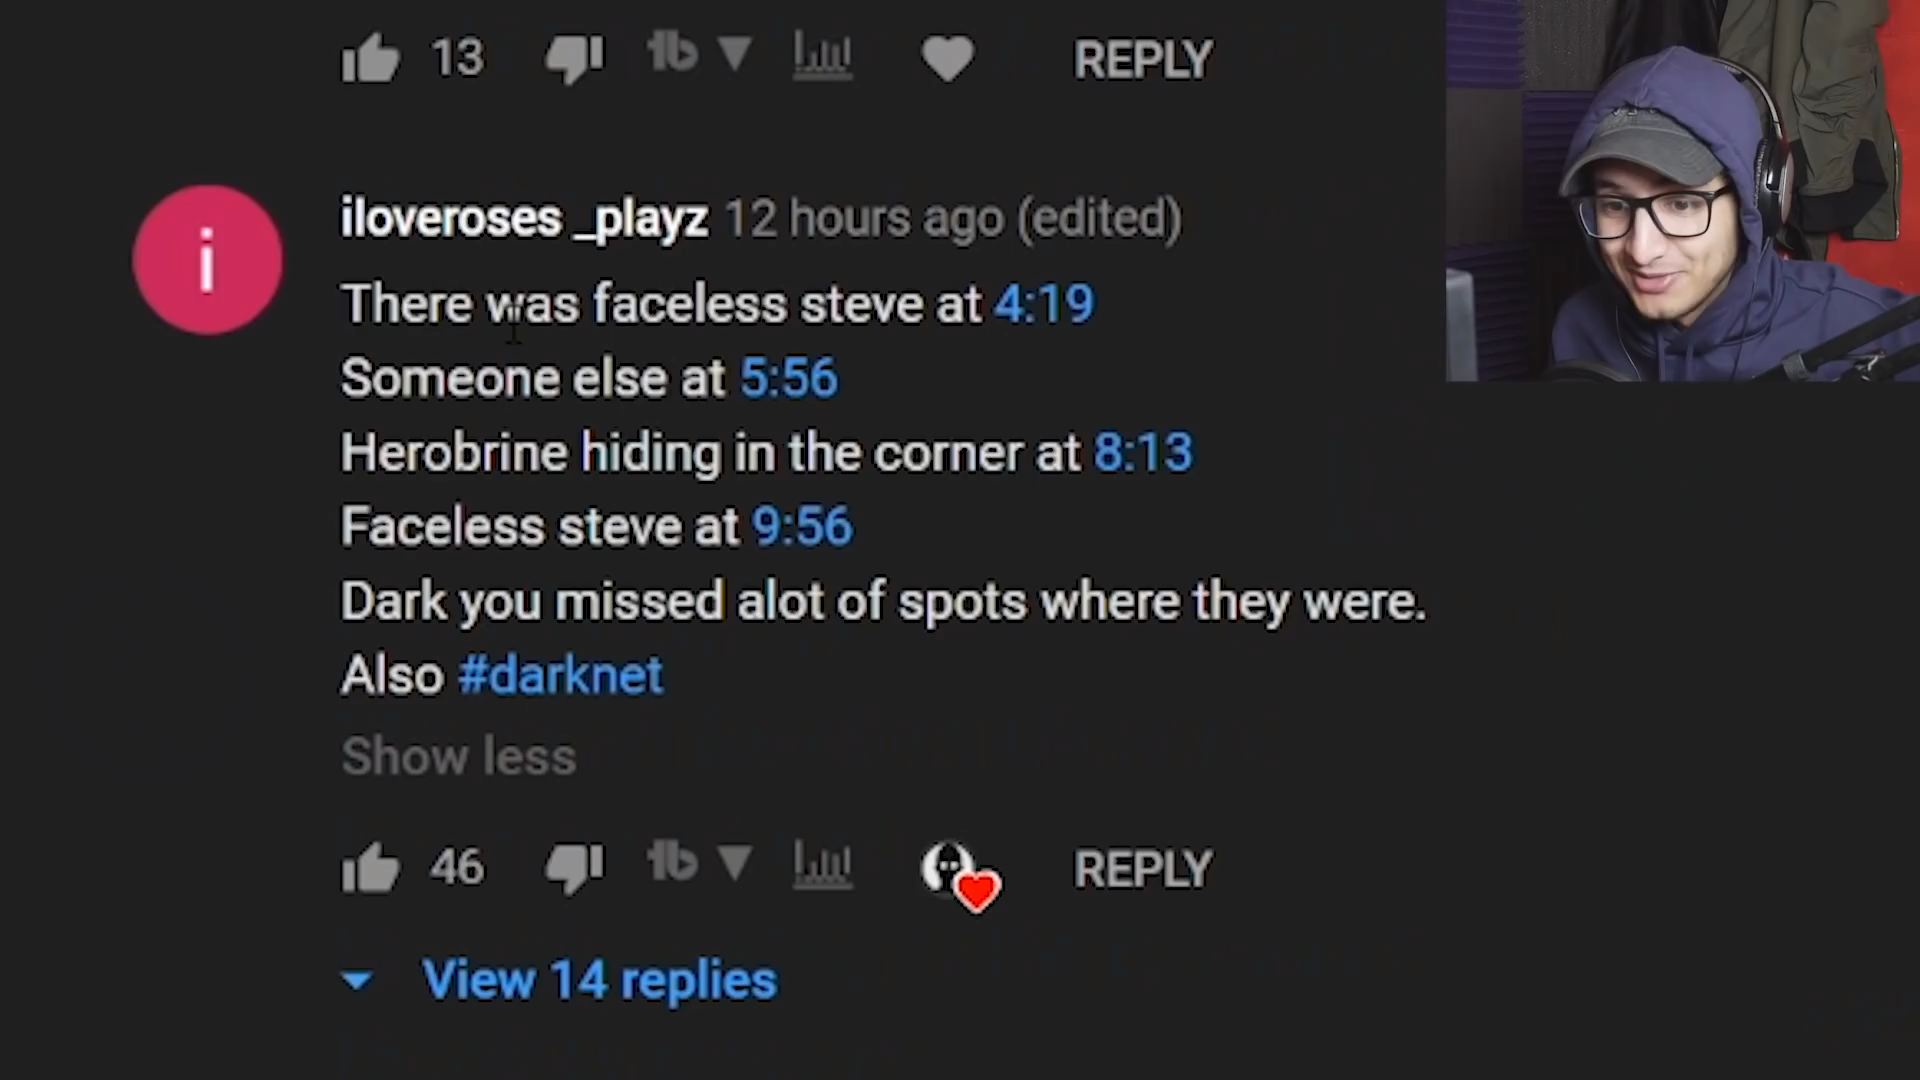 13 REPLY
i
iloveroses _playz 12 hours ago (edited)
There was faceless steve at 4:19
Someone else at 5:56
Herobrine hiding in the corner at 8:13
Faceless steve at 9:56
Dark you missed alot of spots where they were.
Also #darknet
Show less
46 REPLY
View 14 replies